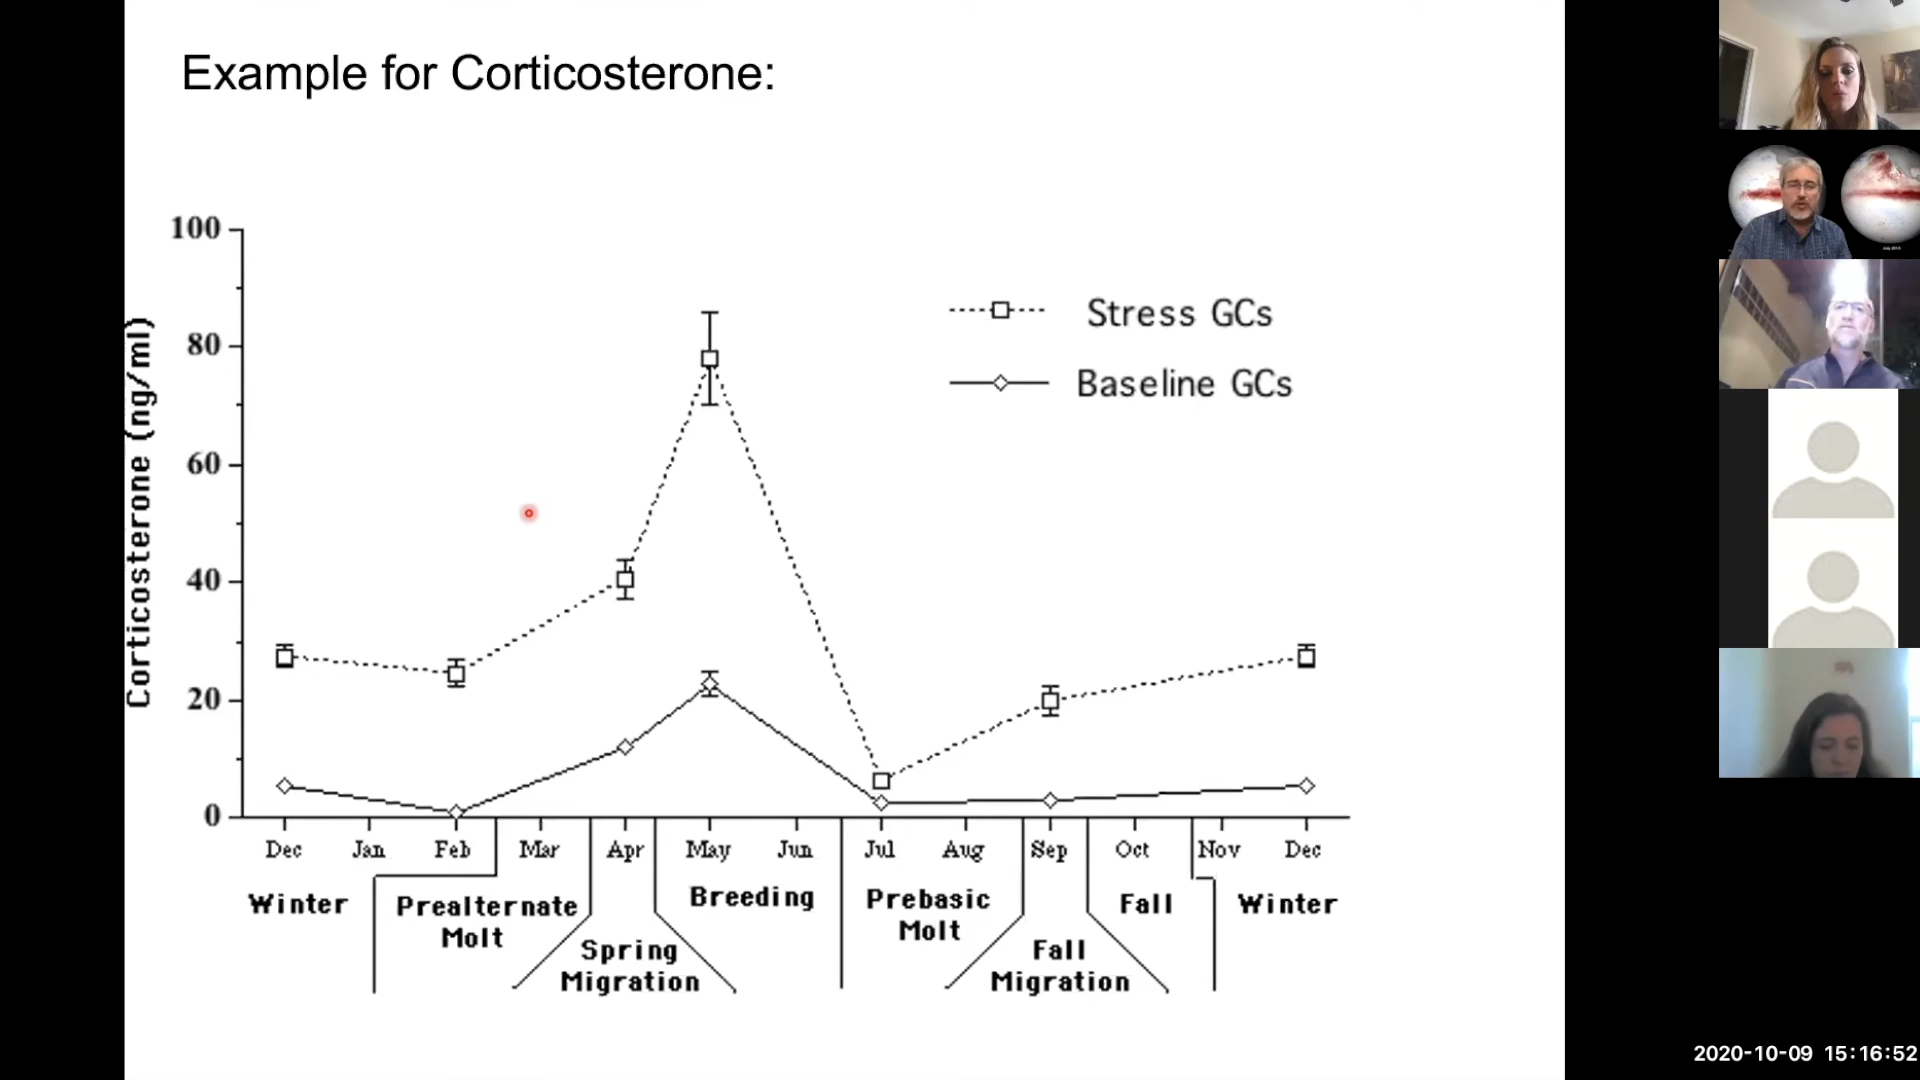 Example for Corticosterone:
Corticosterone (ng/ml)
100
80
60
40
20
0
Stress GCs
Baseline GCs
Dec Jan Feb Mar Apr May Jun Jul Aug Sep Oct Nov Dec
Winter
Prealternate
Molt
Spring
Migration
Breeding
Prebasic
Molt
Fall
Migration
Fall
Winter
2020-10-09 15:16:52